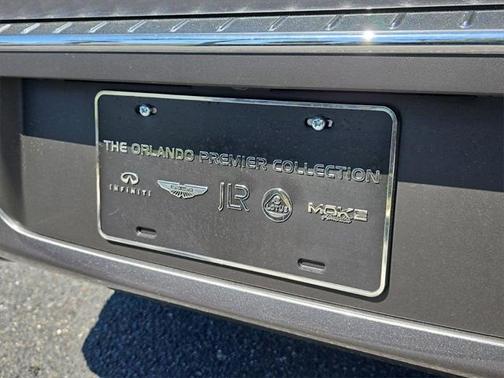 THE ORLANDO PREMIER COLLECTION
INFINITI JLR LOTUS MOKE